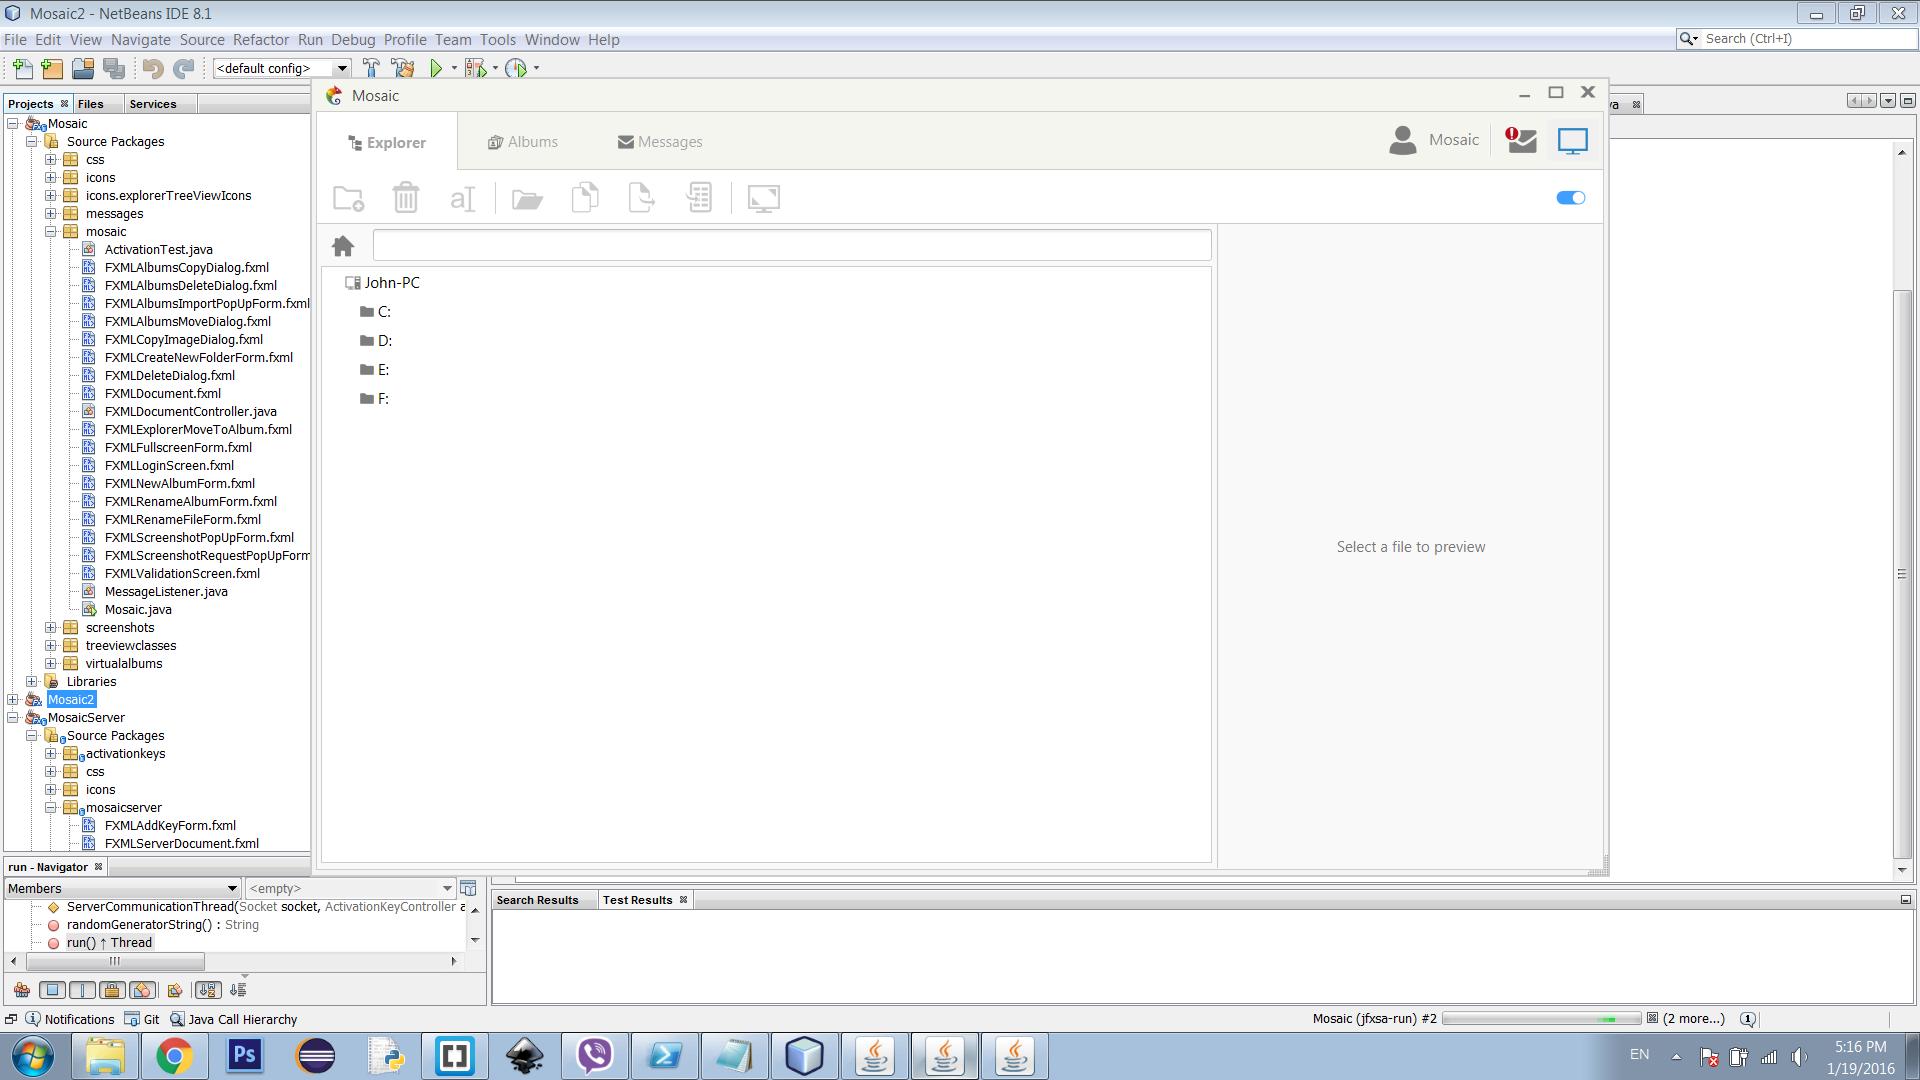 Mosaic2 - NetBeans IDE 8.1
File Edit View Navigate Source Refactor Run Debug Profile Team Tools Window Help
Search (Ctrl+I)
<default config>
Projects Files Services
Mosaic
Source Packages
css
icons
icons.explorerTreeViewIcons
messages
mosaic
ActivationTest.java
FXMLAlbumsCopyDialog.fxml
FXMLAlbumsDeleteDialog.fxml
FXMLAlbumsImportPopUpForm.fxml
FXMLAlbumsMoveDialog.fxml
FXMLCopyImageDialog.fxml
FXMLCreateNewFolderForm.fxml
FXMLDeleteDialog.fxml
FXMLDocument.fxml
FXMLDocumentController.java
FXMLExplorerMoveToAlbum.fxml
FXMLFullscreenForm.fxml
FXMLLoginScreen.fxml
FXMLNewAlbumForm.fxml
FXMLRenameAlbumForm.fxml
FXMLRenameFileForm.fxml
FXMLScreenshotPopUpForm.fxml
FXMLScreenshotRequestPopUpForm
FXMLValidationScreen.fxml
MessageListener.java
Mosaic.java
screenshots
treeviewclasses
virtualalbums
Libraries
Mosaic2
MosaicServer
Source Packages
activationkeys
css
icons
mosaicserver
FXMLAddKeyForm.fxml
FXMLServerDocument.fxml
Mosaic
Explorer Albums Messages
Mosaic
aI
John-PC
C:
D:
E:
F:
Select a file to preview
va
run - Navigator
Members <empty>
ServerCommunicationThread(Socket socket, ActivationKeyController a
randomGeneratorString() : String
run() ↑ Thread
Search Results Test Results
Notifications Git Java Call Hierarchy
Mosaic (jfxsa-run) #2 (2 more...)
Ps
EN
5:16 PM
1/19/2016